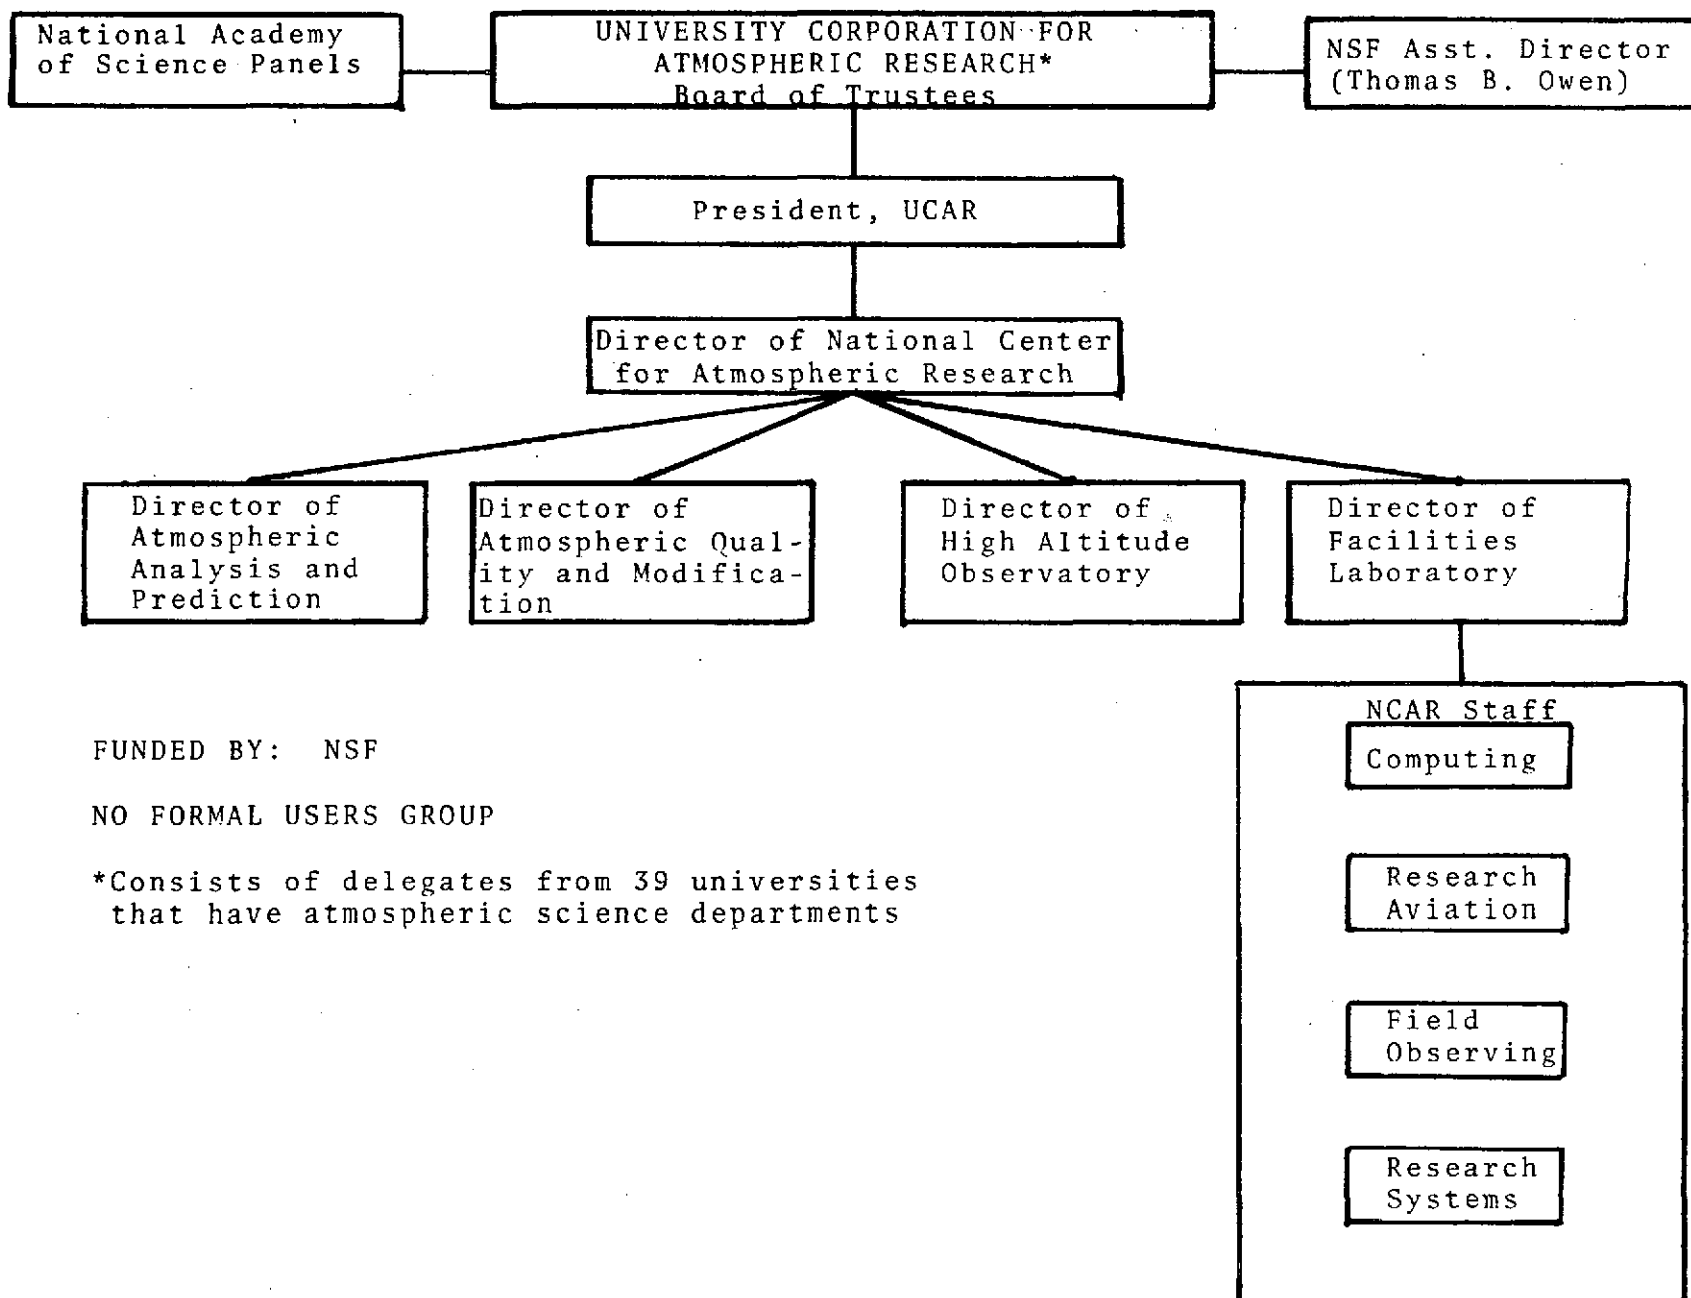 National Academy
of Science Panels
UNIVERSITY CORPORATION FOR
ATMOSPHERIC RESEARCH*
Board of Trustees
NSF Asst. Director
(Thomas B. Owen)
President, UCAR
Director of National Center
for Atmospheric Research
Director of
Atmospheric
Analysis and
Prediction
Director of
Atmospheric Qual-
ity and Modifica-
tion
Director of
High Altitude
Observatory
Director of
Facilities
Laboratory
NCAR Staff
Computing
Research
Aviation
Field
Observing
Research
Systems
FUNDED BY: NSF
NO FORMAL USERS GROUP
*Consists of delegates from 39 universities
that have atmospheric science departments